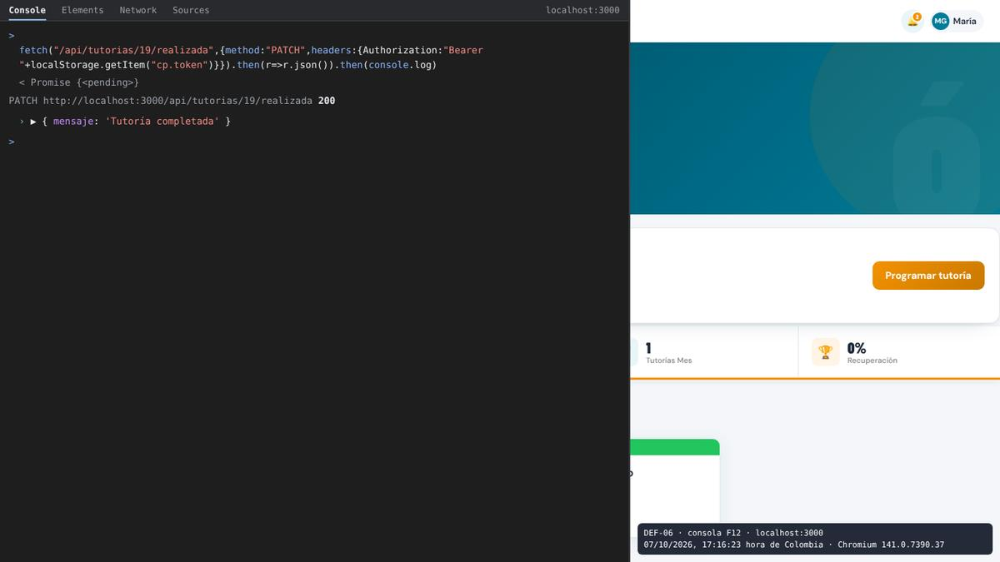 Console Elements Network Sources localhost:3000
>
fetch("/api/tutorias/19/realizada",{method:"PATCH",headers:{Authorization:"Bearer
"+localStorage.getItem("cp.token")}}).then(r=>r.json()).then(console.log)
< Promise {<pending>}
PATCH http://localhost:3000/api/tutorias/19/realizada 200
› ▶ { mensaje: 'Tutoría completada' }
>
MG María
Programar tutoría
1
Tutorías Mes
0%
Recuperación
DEF-06 · consola F12 · localhost:3000
07/10/2026, 17:16:23 hora de Colombia · Chromium 141.0.7390.37